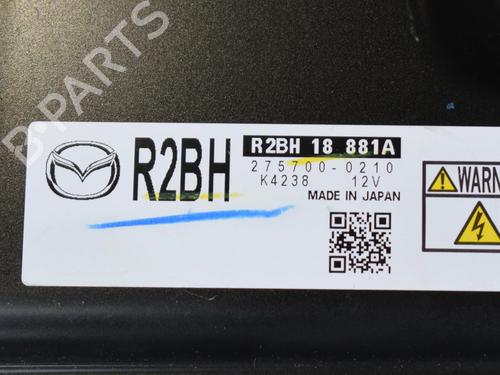 B-PARTS
R2BH
R2BH 18 881A
275700-0210
K4238 12V
MADE IN JAPAN
WARN